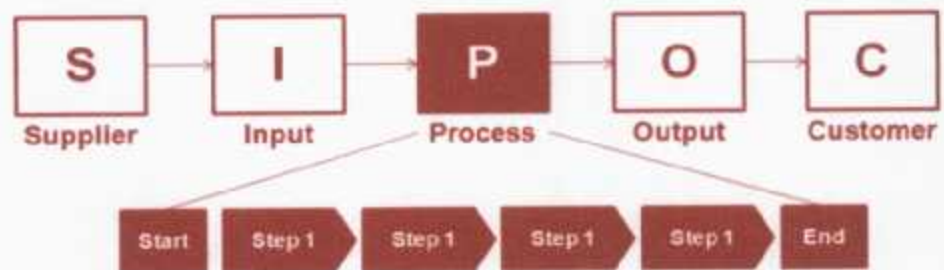 S I P O C
Supplier Input Process Output Customer
Start Step 1 Step 1 Step 1 Step 1 End